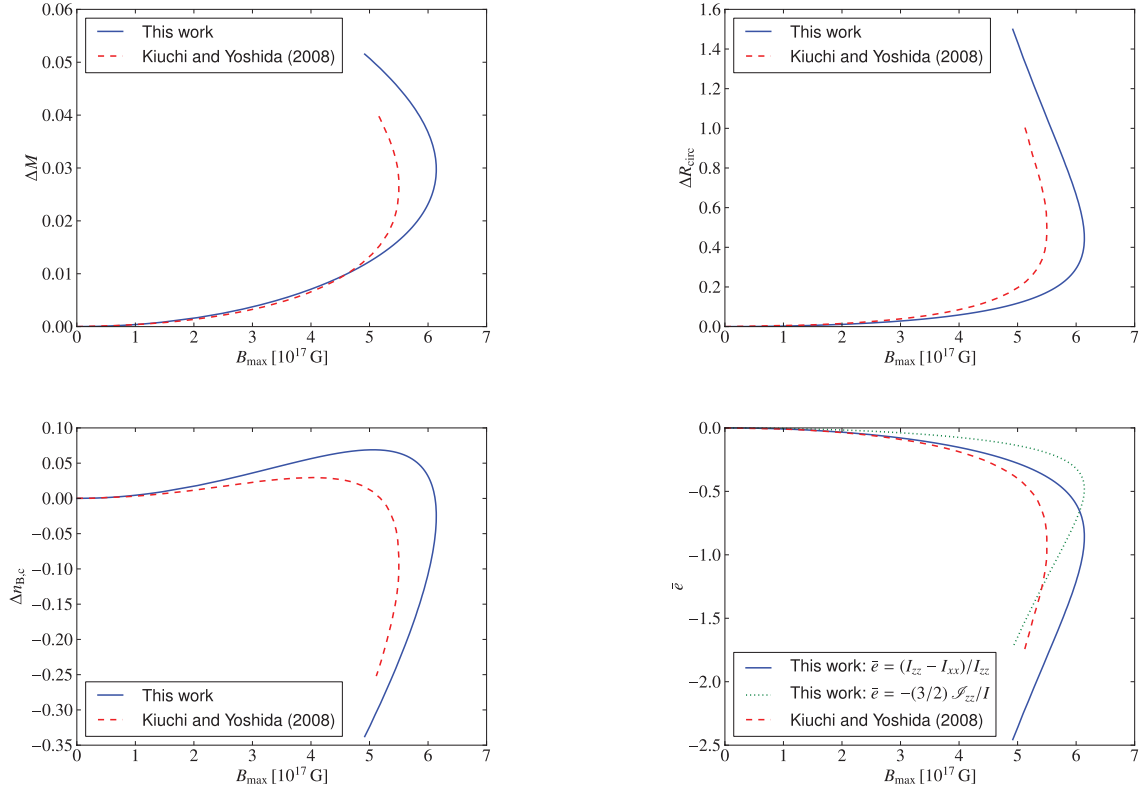 0.06
0.05
0.04
0.03
0.02
0.01
0.00
ΔM
This work
Kiuchi and Yoshida (2008)
0 1 2 3 4 5 6 7
B_max [10^17 G]
1.6
1.4
1.2
1.0
0.8
0.6
0.4
0.2
0.0
ΔR_circ
This work
Kiuchi and Yoshida (2008)
0 1 2 3 4 5 6 7
B_max [10^17 G]
0.10
0.05
0.00
−0.05
−0.10
−0.15
−0.20
−0.25
−0.30
−0.35
Δn_B,c
This work
Kiuchi and Yoshida (2008)
0 1 2 3 4 5 6 7
B_max [10^17 G]
0.0
−0.5
−1.0
−1.5
−2.0
−2.5
ē
This work: ē = (I_zz − I_xx)/I_zz
This work: ē = −(3/2) ℐ_zz/I
Kiuchi and Yoshida (2008)
0 1 2 3 4 5 6 7
B_max [10^17 G]